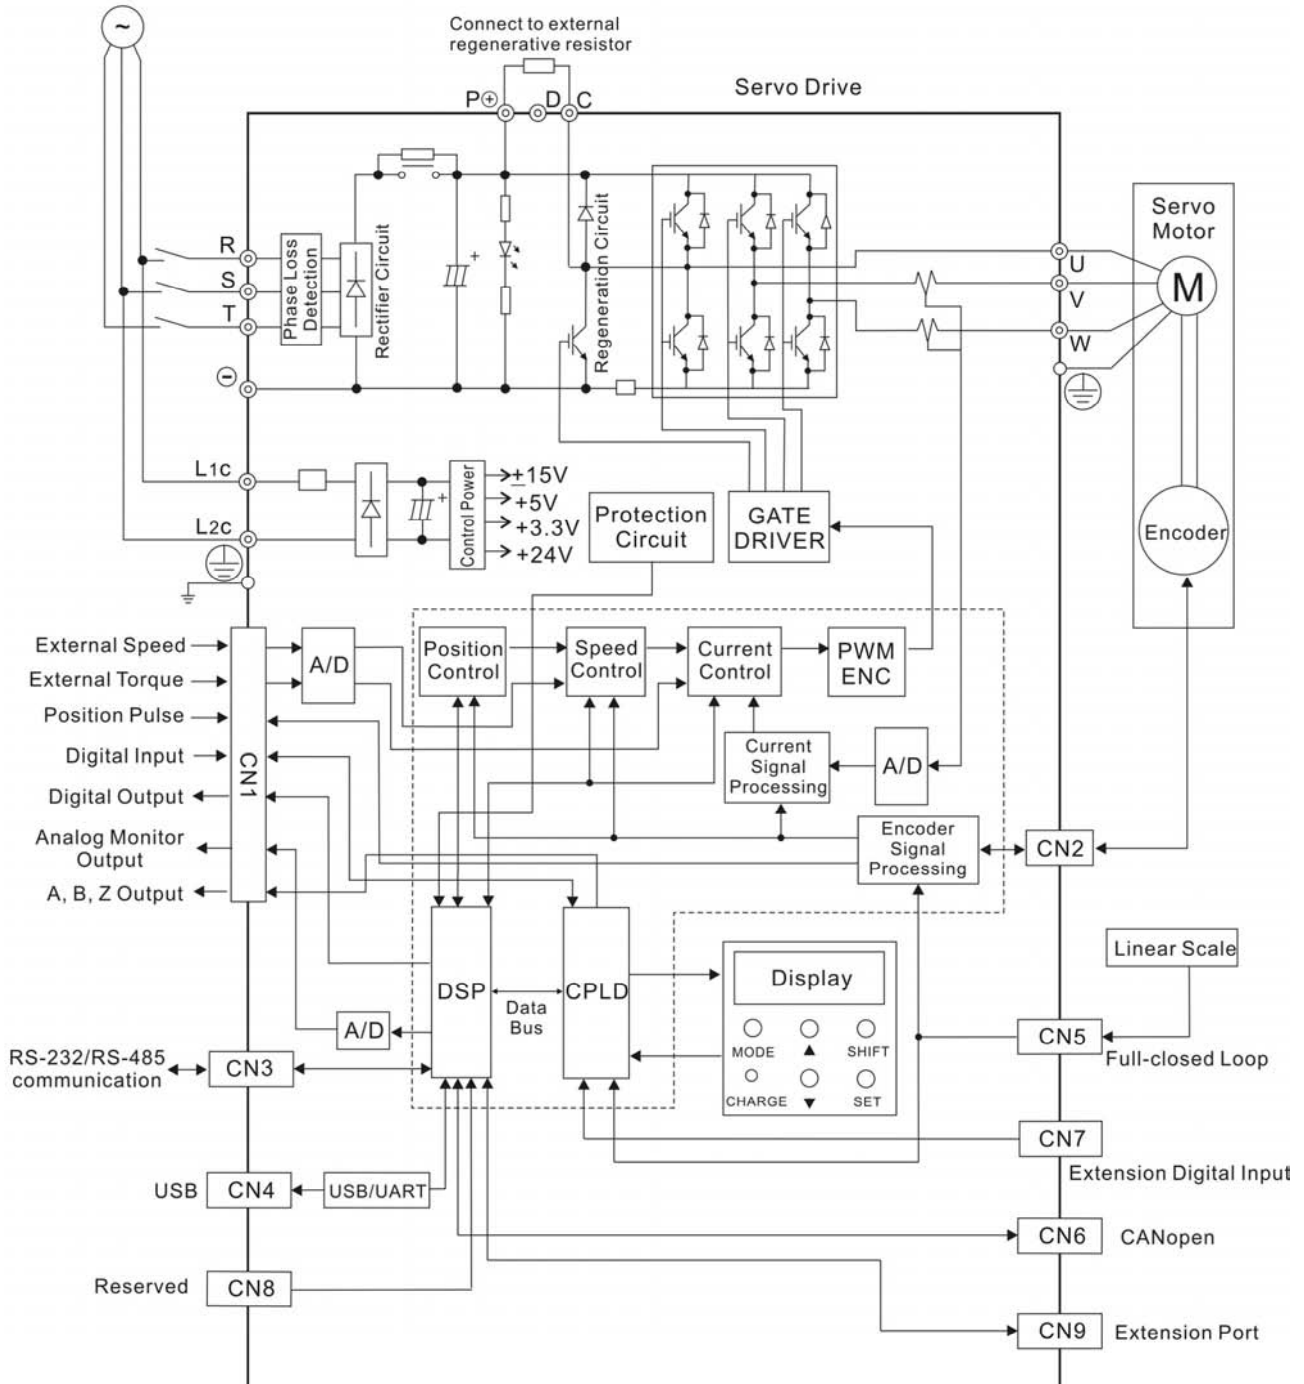 ~
Connect to external
regenerative resistor
Servo Drive
P⊕
D
C
Servo
Motor
R
S
T
Phase Loss
Detection
Rectifier Circuit
+
Regeneration Circuit
U
V
W
M
⊖
L1c
L2c
+
Control Power
±15V
+5V
+3.3V
+24V
Protection
Circuit
GATE
DRIVER
Encoder
External Speed
External Torque
Position Pulse
Digital Input
Digital Output
Analog Monitor
Output
A, B, Z Output
CN1
A/D
Position
Control
Speed
Control
Current
Control
PWM
ENC
Current
Signal
Processing
A/D
Encoder
Signal
Processing
CN2
Linear Scale
DSP
Data
Bus
CPLD
Display
MODE
▲
SHIFT
CHARGE
▼
SET
A/D
CN5
Full-closed Loop
RS-232/RS-485
communication
CN3
CN7
Extension Digital Input
USB
CN4
USB/UART
CN6
CANopen
Reserved
CN8
CN9
Extension Port